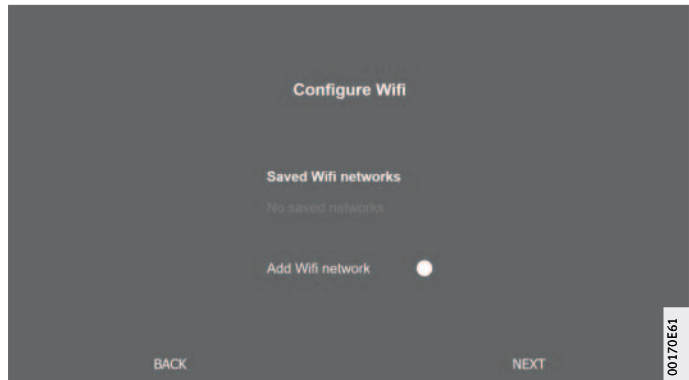 Configure Wifi
Saved Wifi networks
No saved networks
Add Wifi network
BACK
NEXT
00170E61